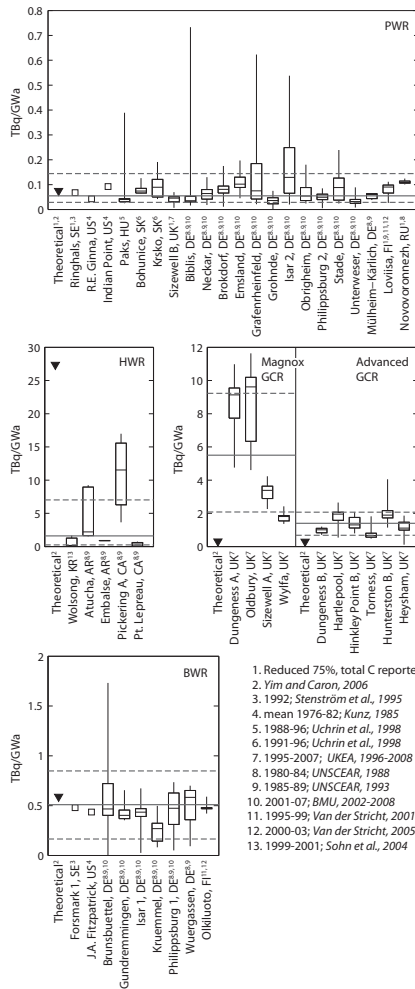 PWR
TBq/GWa
0.8
0.7
0.6
0.5
0.4
0.3
0.2
0.1
0
Theoretical1,2
Ringhals, SE1,3
R.E. Ginna, US4
Indian Point, US4
Paks, HU5
Bohunice, SK6
Krsko, SK6
Sizewell B, UK1,7
Biblis, DE8,9,10
Neckar, DE8,9,10
Brokdorf, DE8,9,10
Emsland, DE8,9,10
Grafenrheinfeld, DE8,9,10
Grohnde, DE8,9,10
Isar 2, DE8,9,10
Obrigheim, DE8,9,10
Philippsburg 2, DE8,9,10
Stade, DE8,9,10
Unterweser, DE8,9,10
Mülheim–Kärlich, DE8,9
Loviisa, FI1,9,11,12
Novovoronezh, RU1,8
HWR
TBq/GWa
30
25
20
15
10
5
0
Theoretical2
Wolsong, KR13
Atucha, AR8,9
Embalse, AR8,9
Pickering A, CA8,9
Pt. Lepreau, CA8,9
Magnox
GCR
Advanced
GCR
TBq/GWa
12
10
8
6
4
2
0
Theoretical2
Dungeness A, UK7
Oldbury, UK7
Sizewell A, UK7
Wylfa, UK7
Theoretical2
Dungeness B, UK7
Hartlepool, UK7
Hinkley Point B, UK7
Torness, UK7
Hunterston B, UK7
Heysham, UK7
BWR
TBq/GWa
2
1.5
1
0.5
0
Theoretical2
Forsmark 1, SE3
J.A. Fitzpatrick, US4
Brunsbuettel, DE8,9,10
Gundremmingen, DE8,9,10
Isar 1, DE8,9,10
Kruemmel, DE8,9,10
Philippsburg 1, DE8,9,10
Wuergassen, DE8,9
Olkiluoto, FI11,12
1. Reduced 75%, total C reporte
2. Yim and Caron, 2006
3. 1992; Stenström et al., 1995
4. mean 1976-82; Kunz, 1985
5. 1988-96; Uchrin et al., 1998
6. 1991-96; Uchrin et al., 1998
7. 1995-2007; UKEA, 1996-2008
8. 1980-84; UNSCEAR, 1988
9. 1985-89; UNSCEAR, 1993
10. 2001-07; BMU, 2002-2008
11. 1995-99; Van der Stricht, 2001
12. 2000-03; Van der Stricht, 2005
13. 1999-2001; Sohn et al., 2004